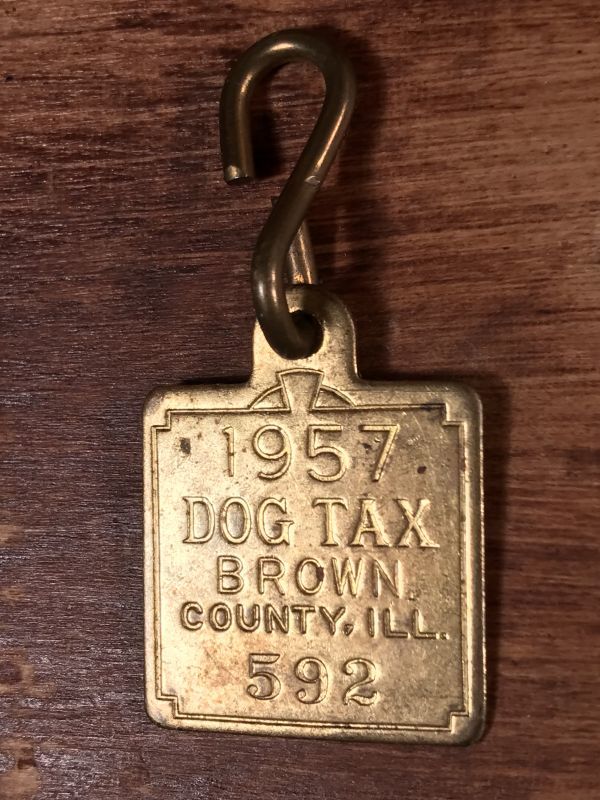 1957
DOG TAX
BROWN
COUNTY, ILL.
592